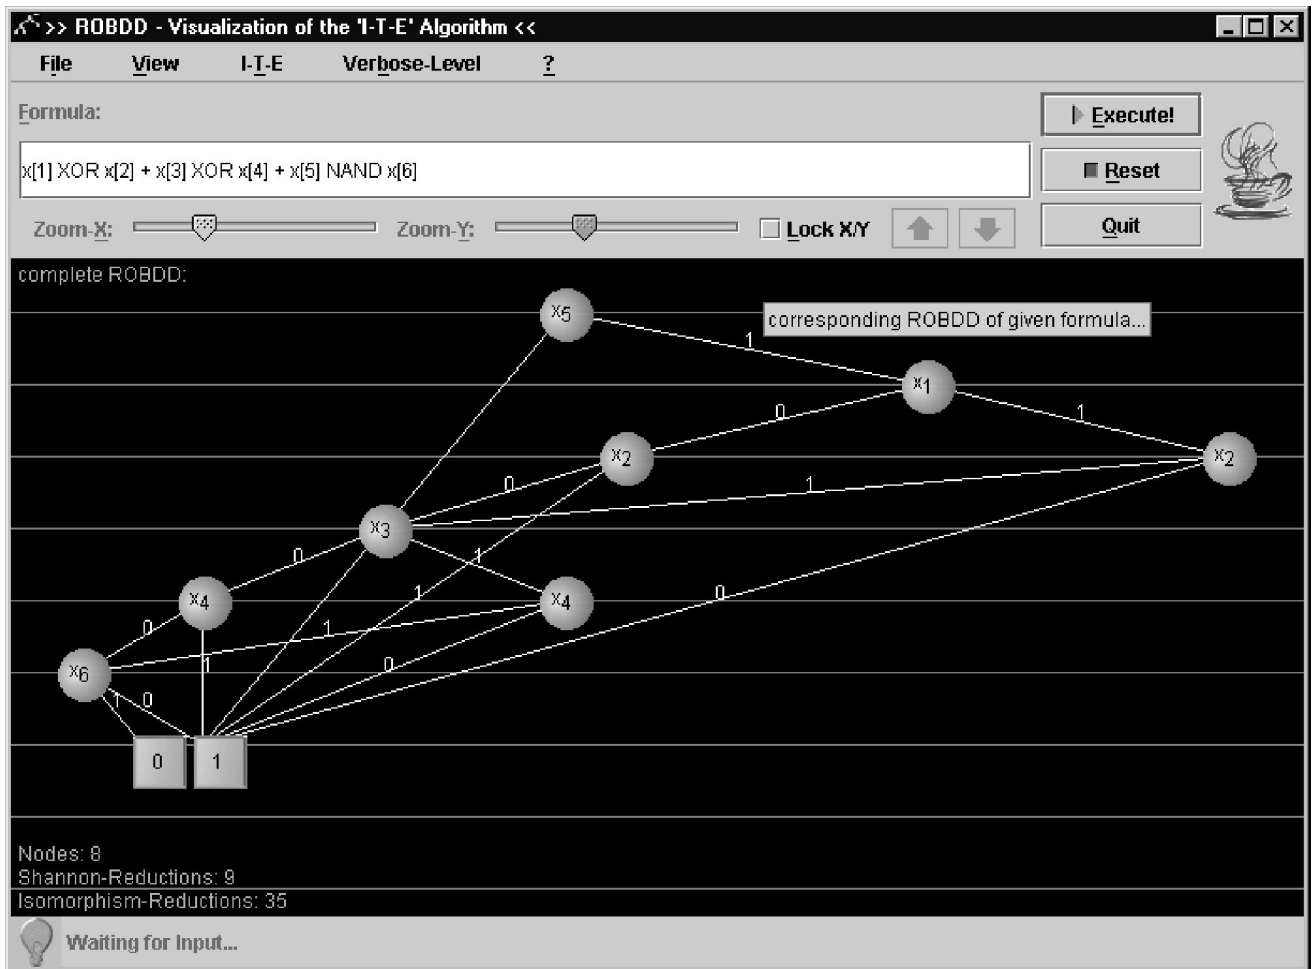 >> ROBDD - Visualization of the 'I-T-E' Algorithm <<
File View I-T-E Verbose-Level ?
Formula:
Execute!
x[1] XOR x[2] + x[3] XOR x[4] + x[5] NAND x[6]
Reset
Zoom-X: Zoom-Y: Lock X/Y
Quit
complete ROBDD:
x5
corresponding ROBDD of given formula...
1
x1
0 1
x2 x2
0 1
x3
0 1
1 0
x4 x4
0 1
1 0
x6
1 0
0 1
Nodes: 8
Shannon-Reductions: 9
Isomorphism-Reductions: 35
Waiting for Input...